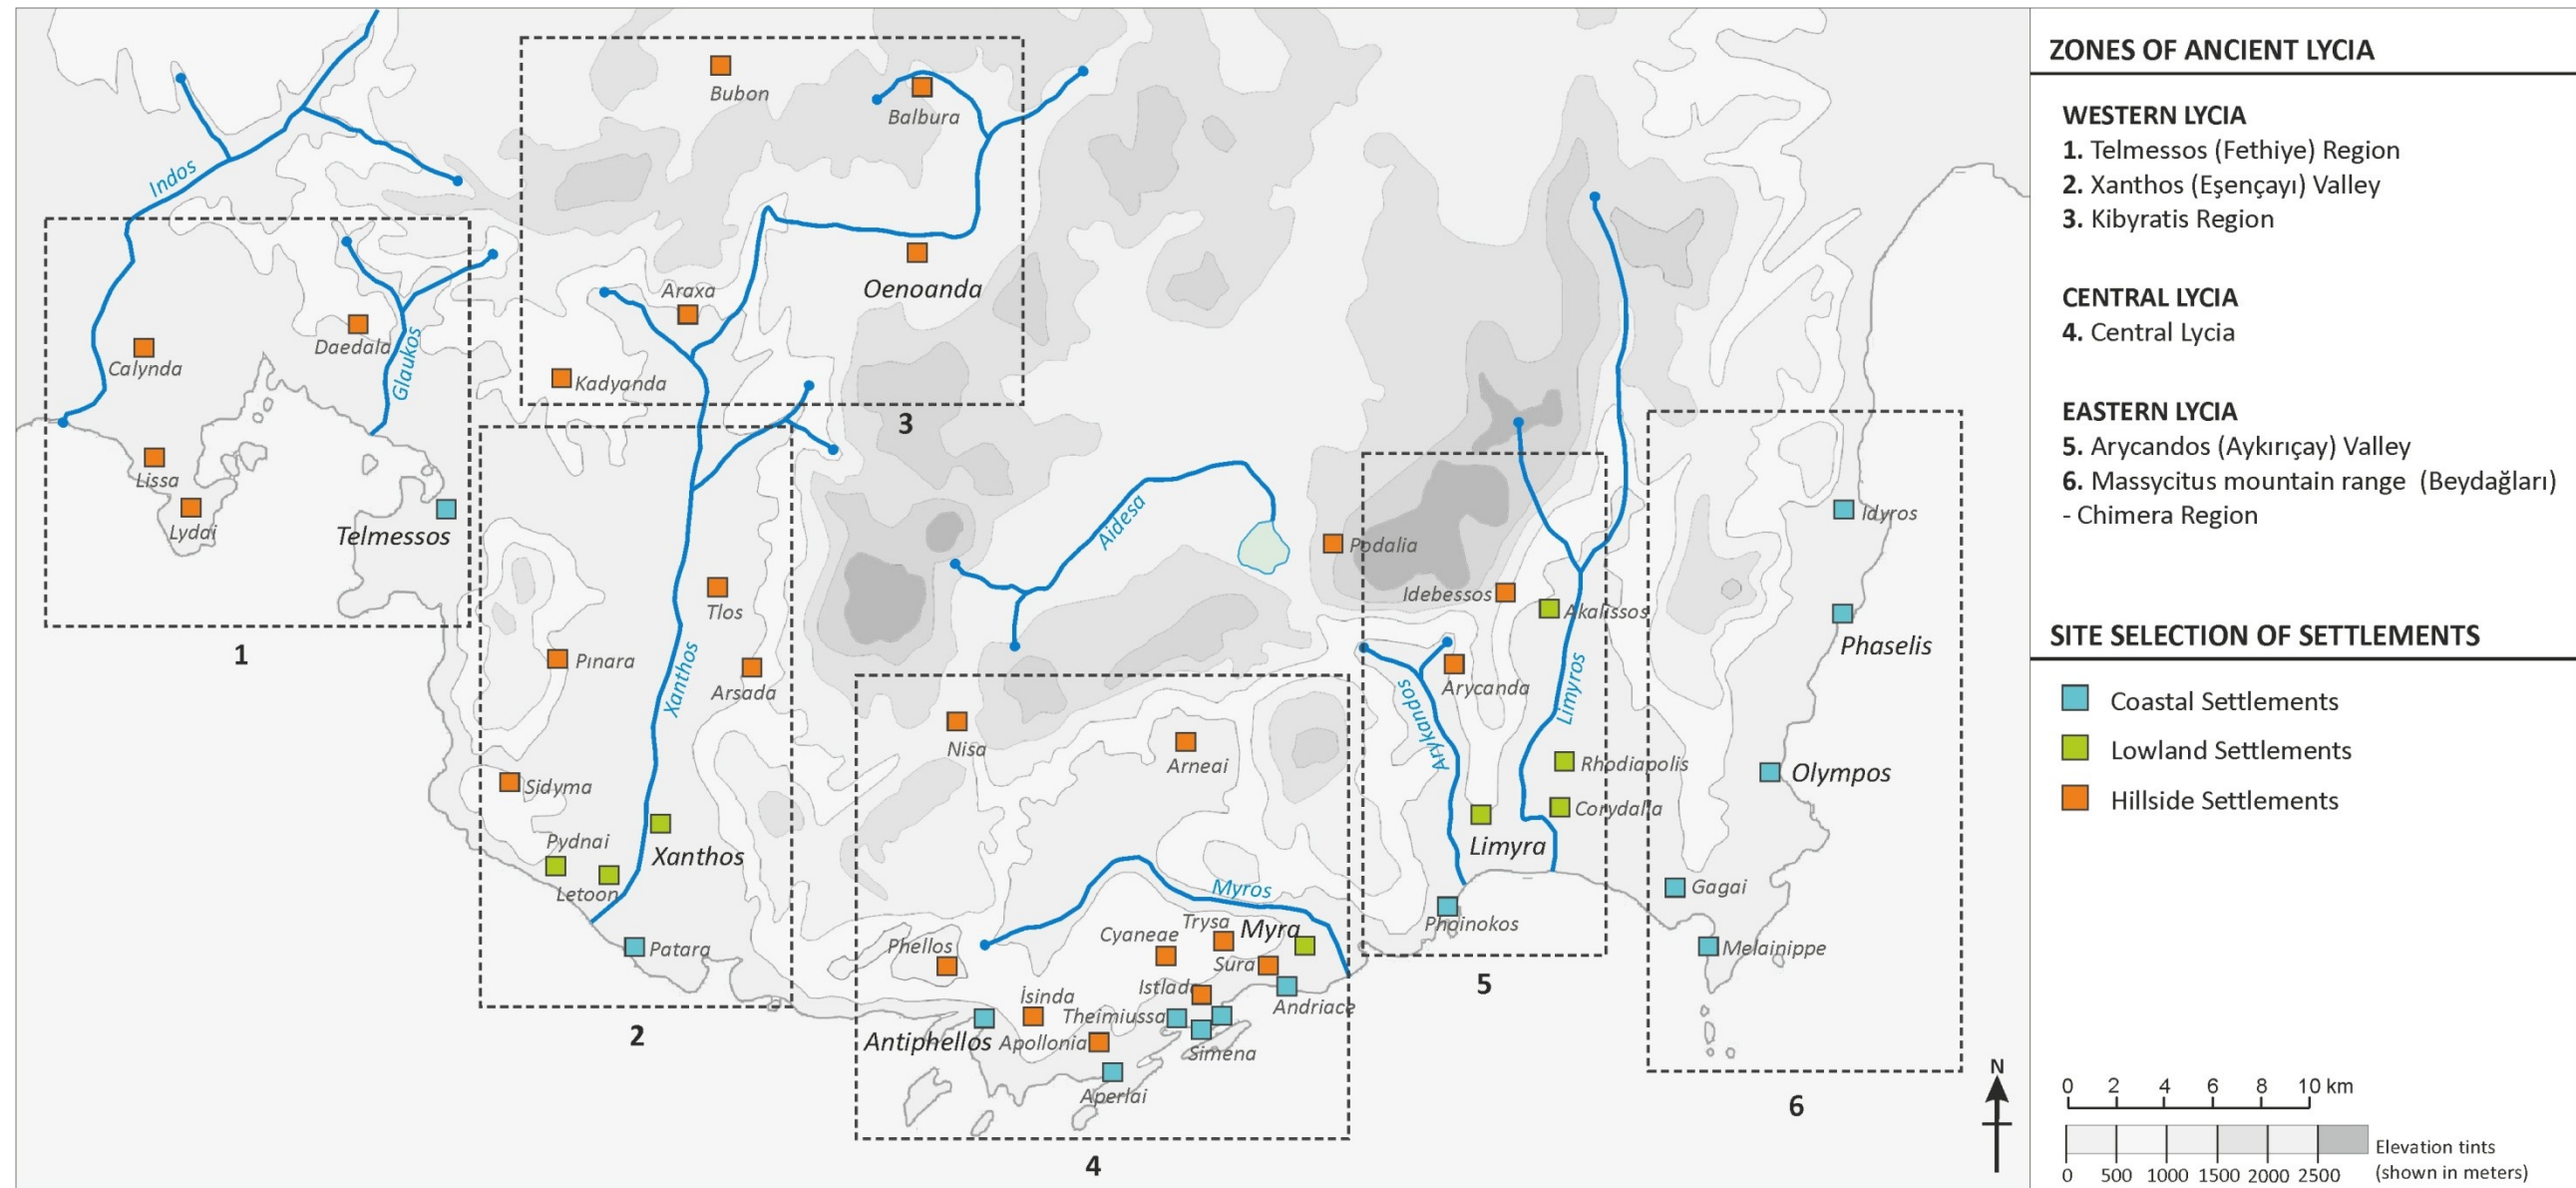 Indos
Bubon
Balbura
Oenoanda
Araxa
Kadyanda
3
Calynda
Daedala
Glaukos
Lissa
Lydai
Telmessos
1
Tlos
Pınara
Arsada
Xanthos
Sidyma
Pydnai
Xanthos
Letoon
Patara
2
Aidesa
Nisa
Arneai
Myros
Phellos
Cyaneae
Trysa
Myra
Sura
Istlada
Andriace
İsinda
Theimiussa
Antiphellos
Apollonia
Simena
Aperlai
4
Podalia
Idebessos
Akalissos
Arycanda
Arykandos
Limyros
Rhodiapolis
Corydalla
Limyra
Phoinokos
5
Idyros
Phaselis
Olympos
Gagai
Melainippe
6
ZONES OF ANCIENT LYCIA
WESTERN LYCIA
1. Telmessos (Fethiye) Region
2. Xanthos (Eşençayı) Valley
3. Kibyratis Region
CENTRAL LYCIA
4. Central Lycia
EASTERN LYCIA
5. Arycandos (Aykırıçay) Valley
6. Massycitus mountain range (Beydağları)
- Chimera Region
SITE SELECTION OF SETTLEMENTS
Coastal Settlements
Lowland Settlements
Hillside Settlements
N
0 2 4 6 8 10 km
Elevation tints
(shown in meters)
0 500 1000 1500 2000 2500